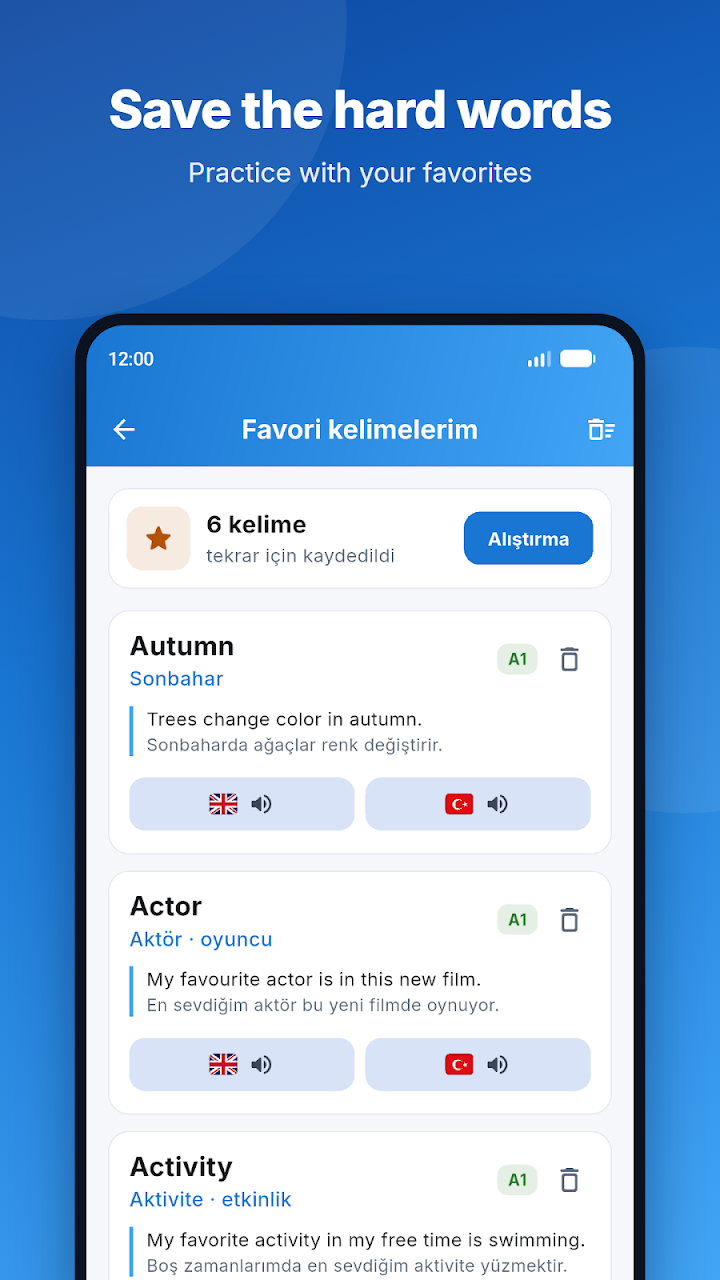 Save the hard words
Practice with your favorites
12:00
Favori kelimelerim
6 kelime
tekrar için kaydedildi
Alıştırma
Autumn
A1
Sonbahar
Trees change color in autumn.
Sonbaharda ağaçlar renk değiştirir.
Actor
A1
Aktör · oyuncu
My favourite actor is in this new film.
En sevdiğim aktör bu yeni filmde oynuyor.
Activity
A1
Aktivite · etkinlik
My favorite activity in my free time is swimming.
Boş zamanlarımda en sevdiğim aktivite yüzmektir.